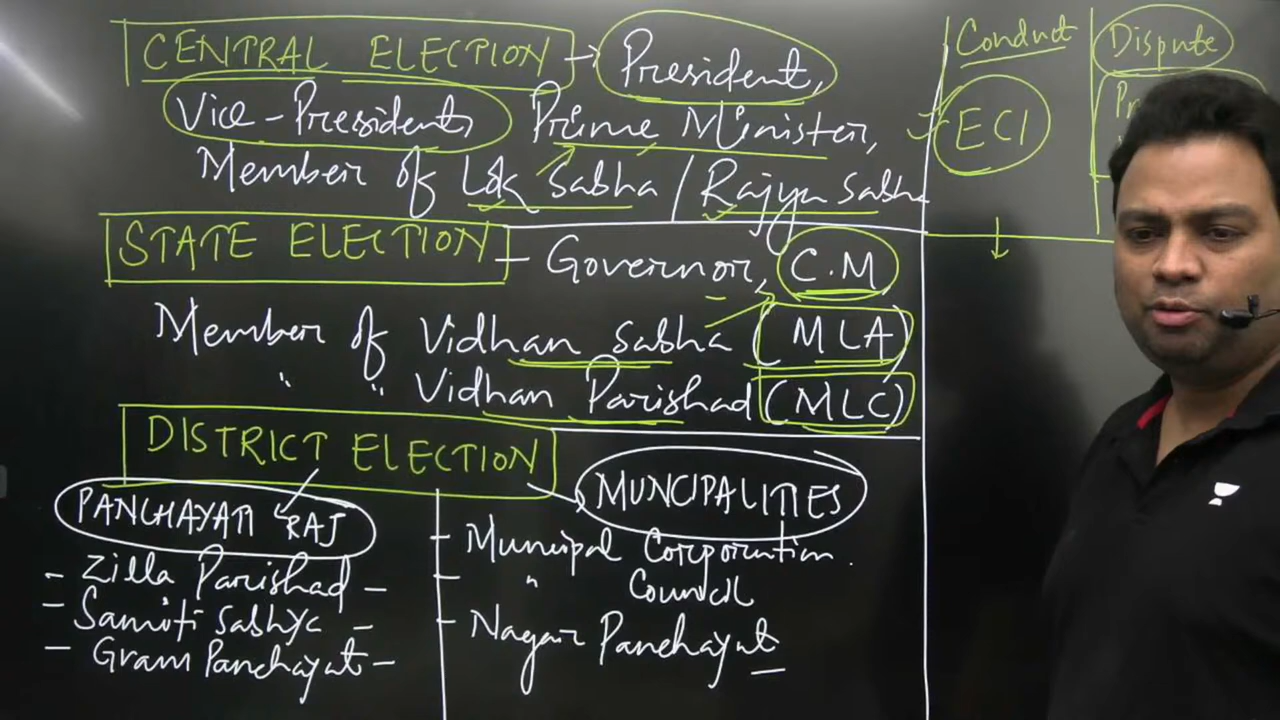 CENTRAL ELECTION → President,
Vice-President, Prime Minister,
Member of Lok Sabha / Rajya Sabha
STATE ELECTION - Governor, C.M
Member of Vidhan Sabha (MLA)
" " Vidhan Parishad (MLC)
DISTRICT ELECTION
PANCHAYATI RAJ
- Zilla Parishad -
- Samiti Sabhya -
- Gram Panchayat -
MUNCIPALITIES
- Municipal Corporation.
- " Council
- Nagar Panchayat
Conduct
ECI
↓
Dispute